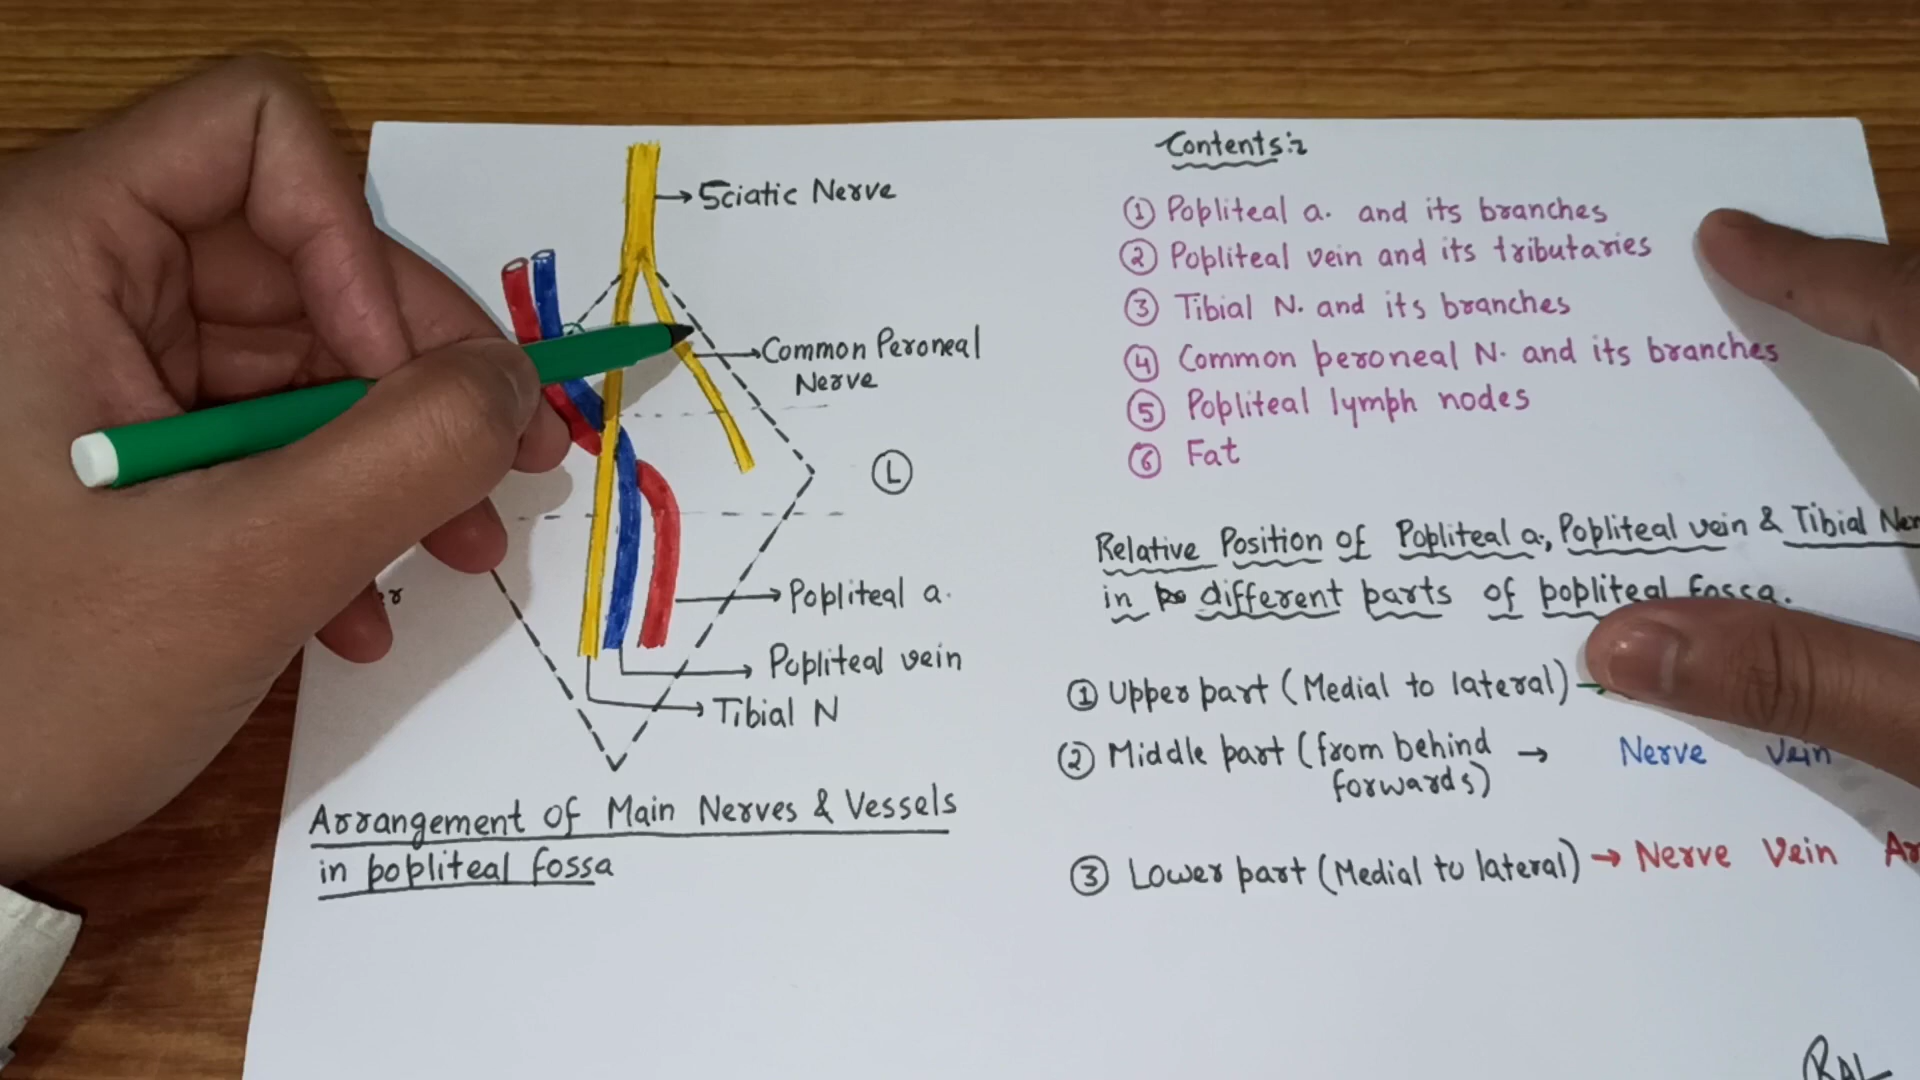 Sciatic Nerve
Common Peroneal
Nerve
L
Popliteal a.
Popliteal vein
Tibial N
Arrangement of Main Nerves & Vessels
in popliteal fossa
Contents:-
① Popliteal a. and its branches
② Popliteal vein and its tributaries
③ Tibial N. and its branches
④ Common peroneal N. and its branches
⑤ Popliteal lymph nodes
⑥ Fat
Relative Position of Popliteal a., Popliteal vein & Tibial
in different parts of popliteal fossa.
① Upper part (Medial to lateral) →
② Middle part (from behind → Nerve Vein
forwards)
③ Lower part (Medial to lateral) → Nerve Vein